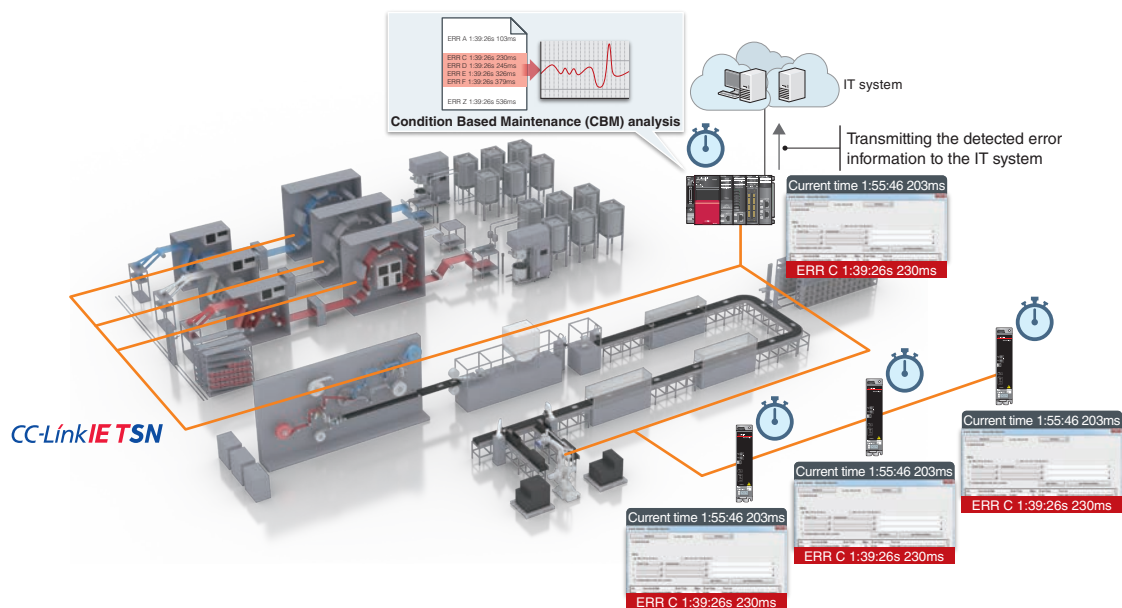 ERR A 1:39:26s 103ms
ERR C 1:39:26s 230ms
ERR D 1:39:26s 245ms
ERR E 1:39:26s 326ms
ERR F 1:39:26s 379ms
ERR Z 1:39:26s 536ms
Condition Based Maintenance (CBM) analysis
IT system
Transmitting the detected error
information to the IT system
Current time 1:55:46 203ms
ERR C 1:39:26s 230ms
CC-Link IE TSN
Current time 1:55:46 203ms
ERR C 1:39:26s 230ms
Current time 1:55:46 203ms
ERR C 1:39:26s 230ms
Current time 1:55:46 203ms
ERR C 1:39:26s 230ms